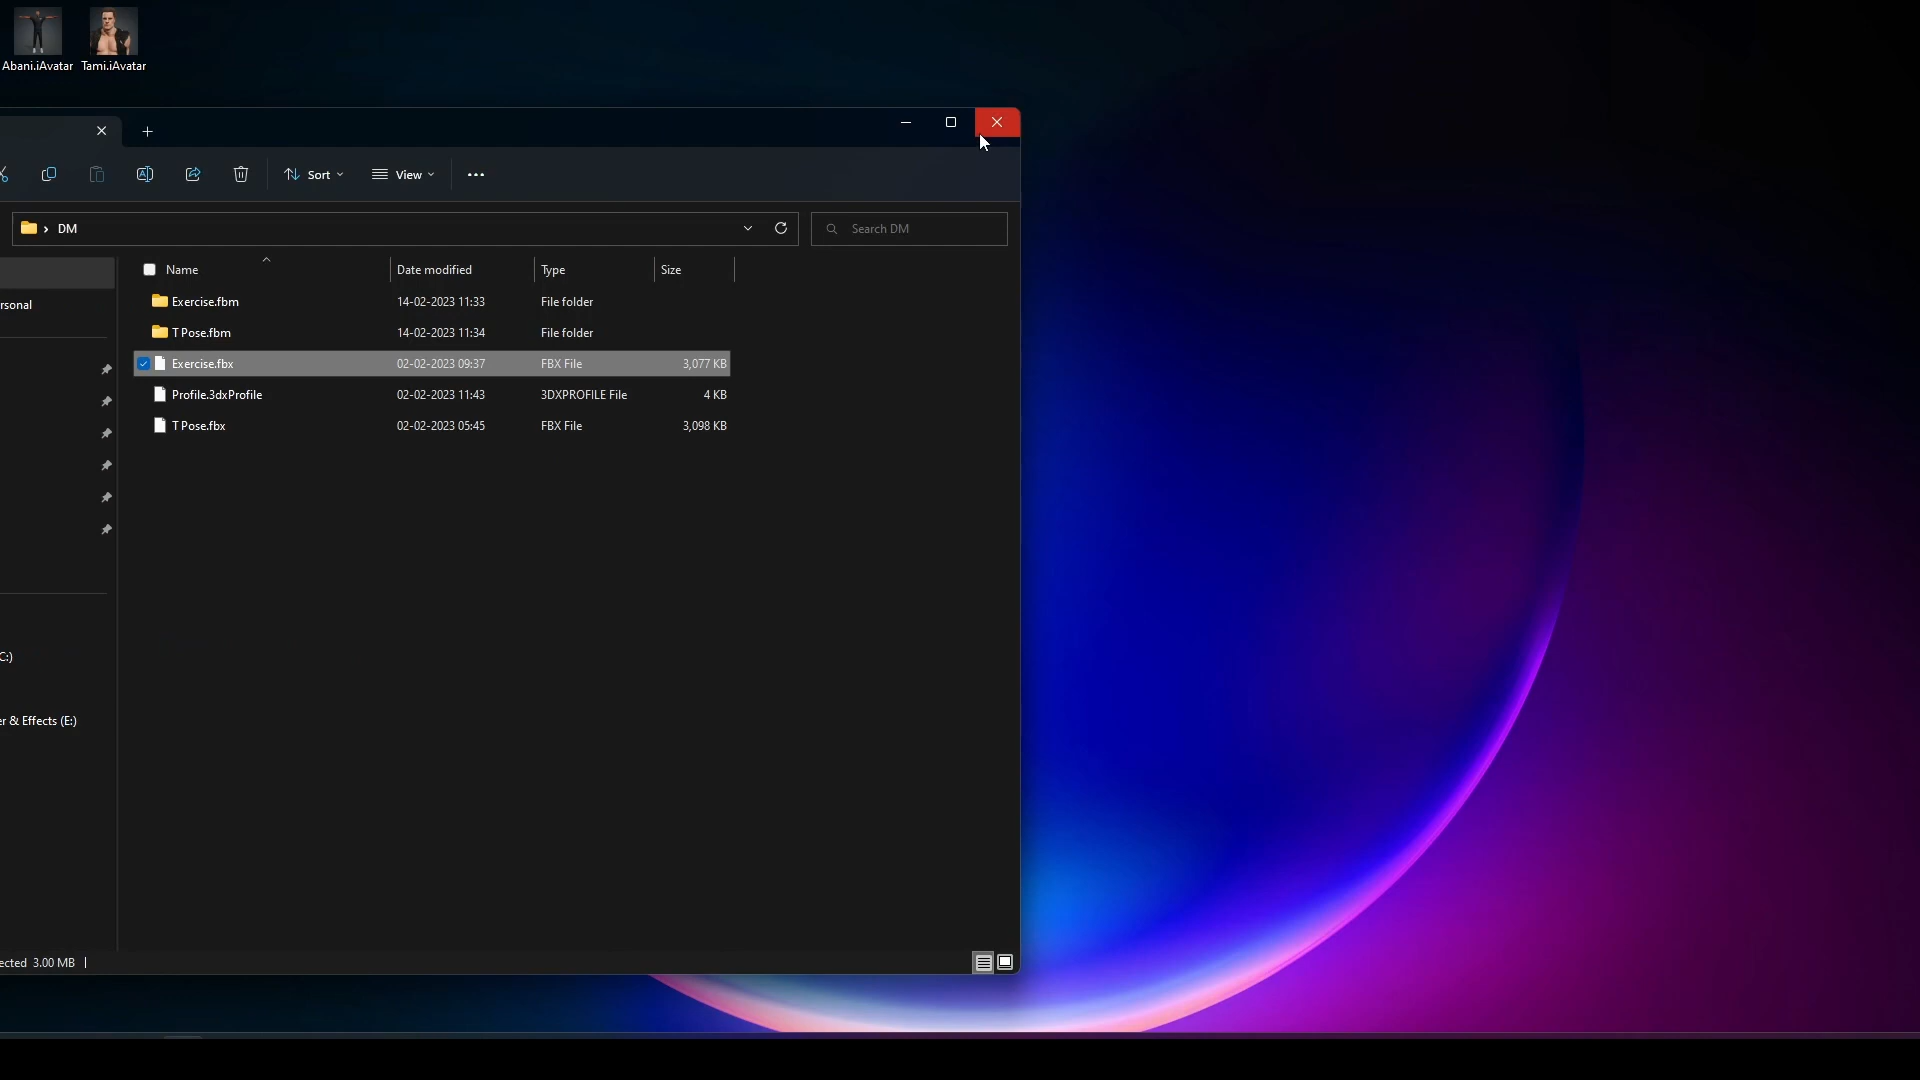 Abani.iAvatar Tami.iAvatar
Sort View
DM Search DM
Name Date modified Type Size
Exercise.fbm 14-02-2023 11:33 File folder
rsonal
T Pose.fbm 14-02-2023 11:34 File folder
Exercise.fbx 02-02-2023 09:37 FBX File 3,077 KB
Profile.3dxProfile 02-02-2023 11:43 3DXPROFILE File 4 KB
T Pose.fbx 02-02-2023 05:45 FBX File 3,098 KB
C:)
er & Effects (E:)
ected 3.00 MB